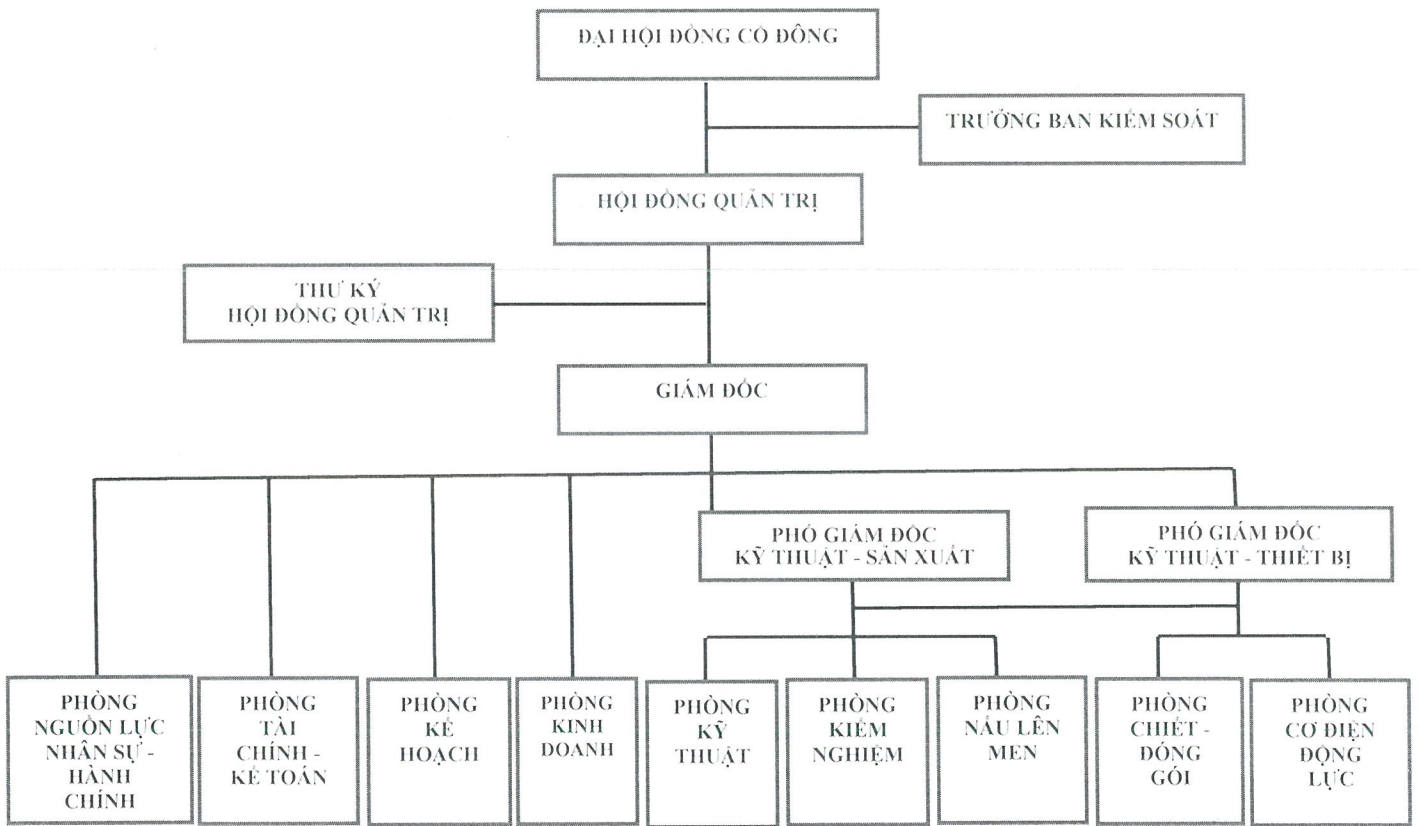 ĐẠI HỘI ĐỒNG CỔ ĐÔNG
TRƯỞNG BAN KIỂM SOÁT
HỘI ĐỒNG QUẢN TRỊ
THƯ KÝ
HỘI ĐỒNG QUẢN TRỊ
GIÁM ĐỐC
PHÓ GIÁM ĐỐC
KỸ THUẬT - SẢN XUẤT
PHÓ GIÁM ĐỐC
KỸ THUẬT - THIẾT BỊ
PHÒNG
NGUỒN LỰC
NHÂN SỰ -
HÀNH
CHÍNH
PHÒNG
TÀI
CHÍNH -
KẾ TOÁN
PHÒNG
KẾ
HOẠCH
PHÒNG
KINH
DOANH
PHÒNG
KỸ
THUẬT
PHÒNG
KIỂM
NGHIỆM
PHÒNG
NẤU LÊN
MEN
PHÒNG
CHIẾT -
ĐÓNG
GÓI
PHÒNG
CƠ ĐIỆN
ĐỘNG
LỰC